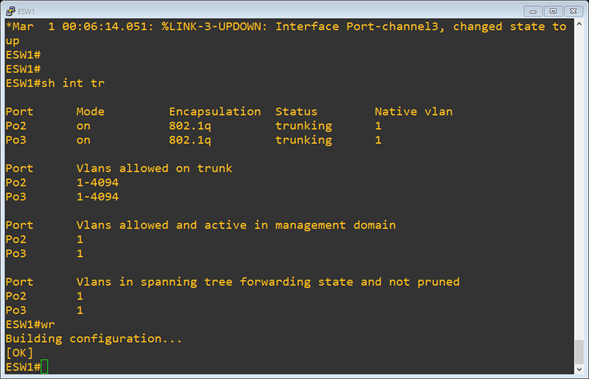 ESW1
*Mar  1 00:06:14.051: %LINK-3-UPDOWN: Interface Port-channel3, changed state to
up
ESW1#
ESW1#
ESW1#sh int tr
Port      Mode         Encapsulation  Status        Native vlan
Po2       on           802.1q         trunking      1
Po3       on           802.1q         trunking      1
Port      Vlans allowed on trunk
Po2       1-4094
Po3       1-4094
Port      Vlans allowed and active in management domain
Po2       1
Po3       1
Port      Vlans in spanning tree forwarding state and not pruned
Po2       1
Po3       1
ESW1#wr
Building configuration...
[OK]
ESW1#